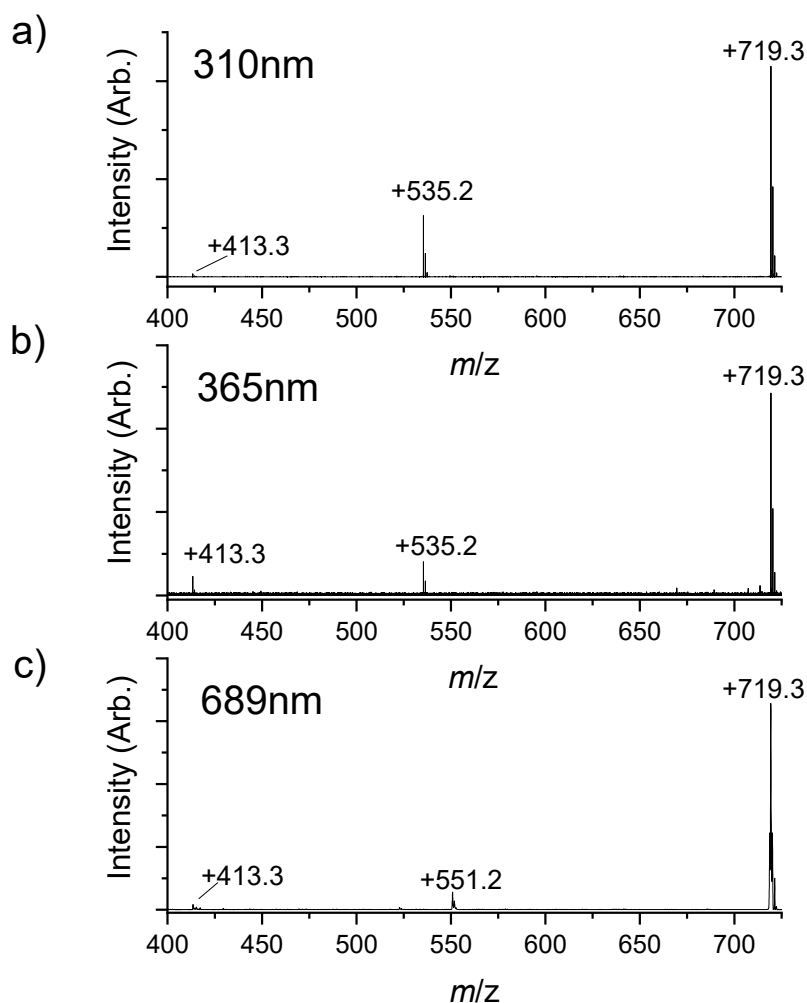 a)
310nm
+719.3
+535.2
+413.3
Intensity (Arb.)
400 450 500 550 600 650 700
m/z
b)
365nm
+719.3
+413.3
+535.2
Intensity (Arb.)
400 450 500 550 600 650 700
m/z
c)
689nm
+719.3
+413.3
+551.2
Intensity (Arb.)
400 450 500 550 600 650 700
m/z